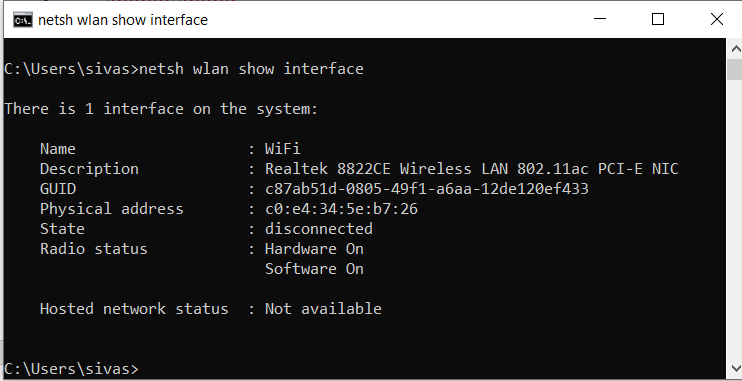 netsh wlan show interface
C:\Users\sivas>netsh wlan show interface
There is 1 interface on the system:
Name : WiFi
Description : Realtek 8822CE Wireless LAN 802.11ac PCI-E NIC
GUID : c87ab51d-0805-49f1-a6aa-12de120ef433
Physical address : c0:e4:34:5e:b7:26
State : disconnected
Radio status : Hardware On
Software On
Hosted network status : Not available
C:\Users\sivas>